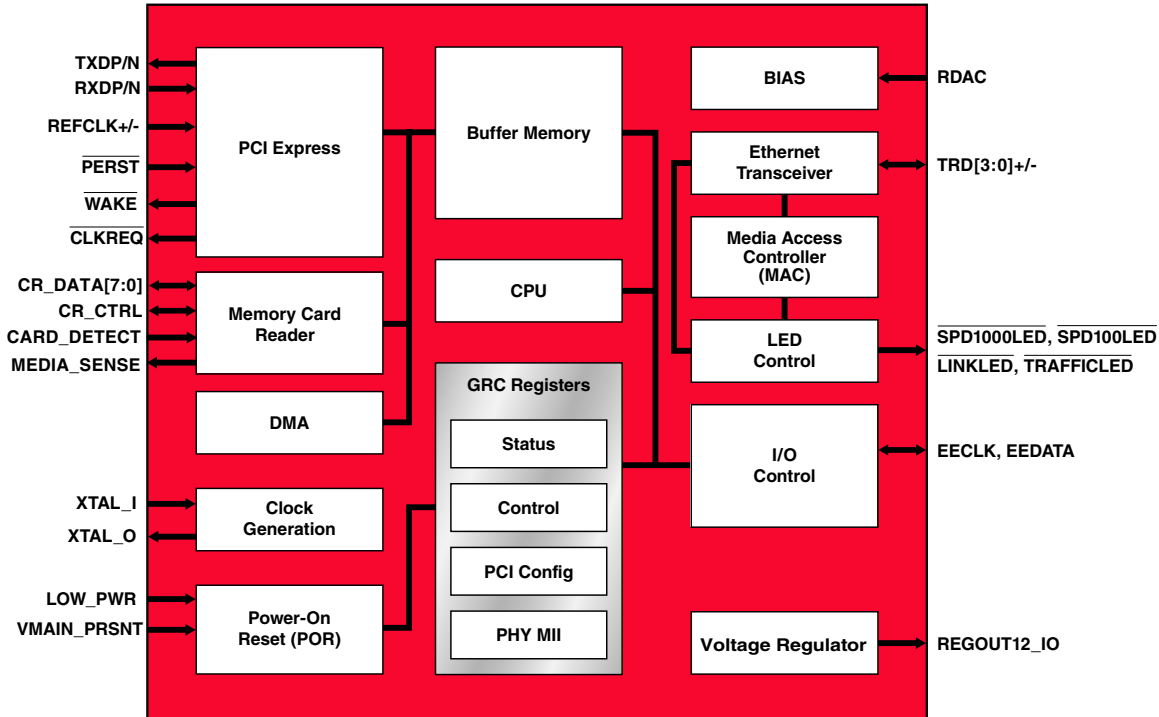 TXDP/N
RXDP/N
REFCLK+/-
PERST
WAKE
CLKREQ
CR_DATA[7:0]
CR_CTRL
CARD_DETECT
MEDIA_SENSE
XTAL_I
XTAL_O
LOW_PWR
VMAIN_PRSNT
PCI Express
Memory Card
Reader
DMA
Clock
Generation
Power-On
Reset (POR)
Buffer Memory
CPU
GRC Registers
Status
Control
PCI Config
PHY MII
BIAS
Ethernet
Transceiver
Media Access
Controller
(MAC)
LED
Control
I/O
Control
Voltage Regulator
RDAC
TRD[3:0]+/-
SPD1000LED, SPD100LED
LINKLED, TRAFFICLED
EECLK, EEDATA
REGOUT12_IO